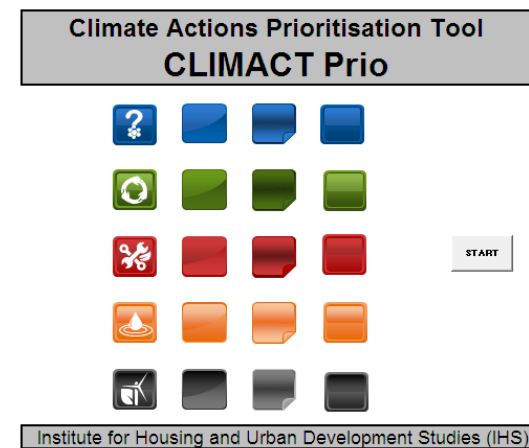 Climate Actions Prioritisation Tool
CLIMACT Prio
?
START
Institute for Housing and Urban Development Studies (IHS)